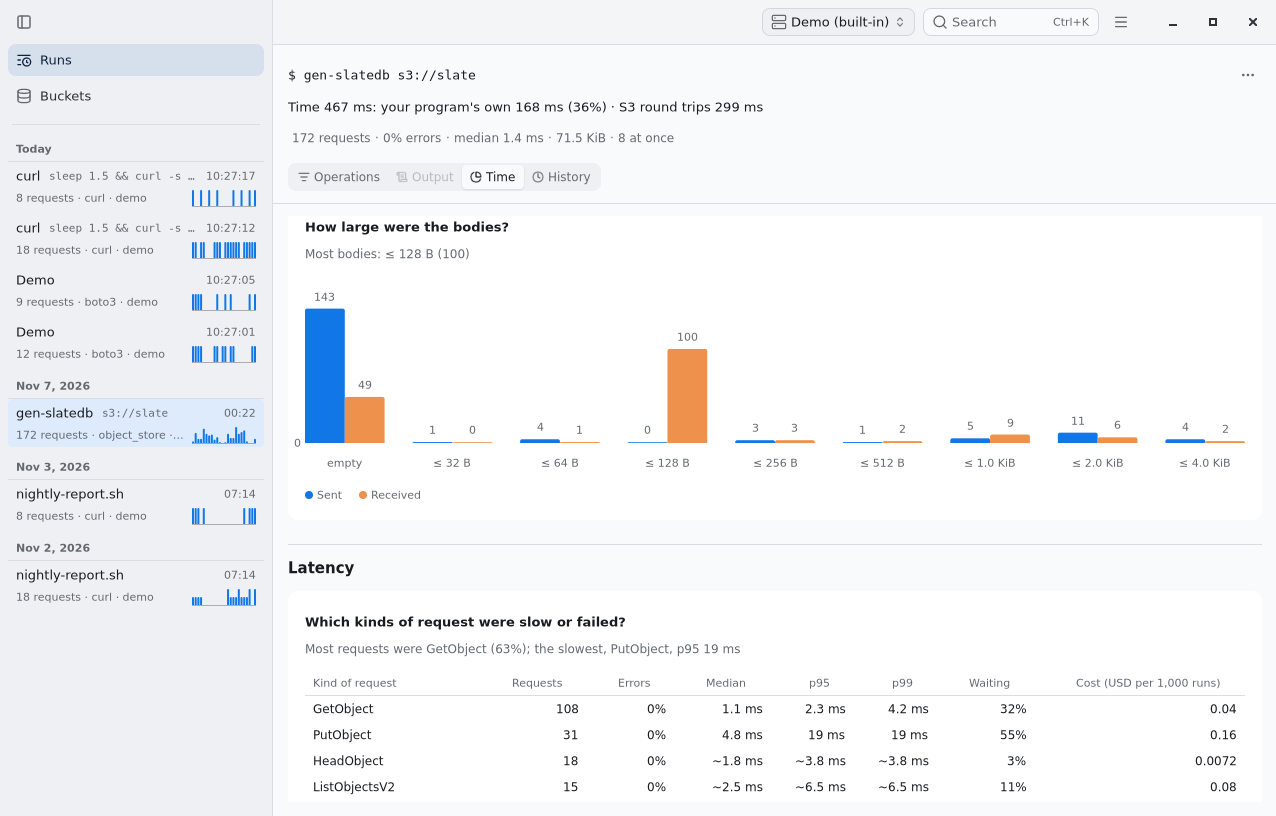 Demo (built-in)
Search Ctrl+K
Runs
Buckets
Today
curl sleep 1.5 && curl -s … 10:27:17
8 requests · curl · demo
curl sleep 1.5 && curl -s … 10:27:12
18 requests · curl · demo
Demo 10:27:05
9 requests · boto3 · demo
Demo 10:27:01
12 requests · boto3 · demo
Nov 7, 2026
gen-slatedb s3://slate 00:22
172 requests · object_store ·…
Nov 3, 2026
nightly-report.sh 07:14
8 requests · curl · demo
Nov 2, 2026
nightly-report.sh 07:14
18 requests · curl · demo
$ gen-slatedb s3://slate
Time 467 ms: your program's own 168 ms (36%) · S3 round trips 299 ms
172 requests · 0% errors · median 1.4 ms · 71.5 KiB · 8 at once
Operations Output Time History
How large were the bodies?
Most bodies: ≤ 128 B (100)
143 49 1 0 4 1 0 100 3 3 1 2 5 9 11 6 4 2
0
empty ≤ 32 B ≤ 64 B ≤ 128 B ≤ 256 B ≤ 512 B ≤ 1.0 KiB ≤ 2.0 KiB ≤ 4.0 KiB
Sent Received
Latency
Which kinds of request were slow or failed?
Most requests were GetObject (63%); the slowest, PutObject, p95 19 ms
Kind of request Requests Errors Median p95 p99 Waiting Cost (USD per 1,000 runs)
GetObject 108 0% 1.1 ms 2.3 ms 4.2 ms 32% 0.04
PutObject 31 0% 4.8 ms 19 ms 19 ms 55% 0.16
HeadObject 18 0% ~1.8 ms ~3.8 ms ~3.8 ms 3% 0.0072
ListObjectsV2 15 0% ~2.5 ms ~6.5 ms ~6.5 ms 11% 0.08